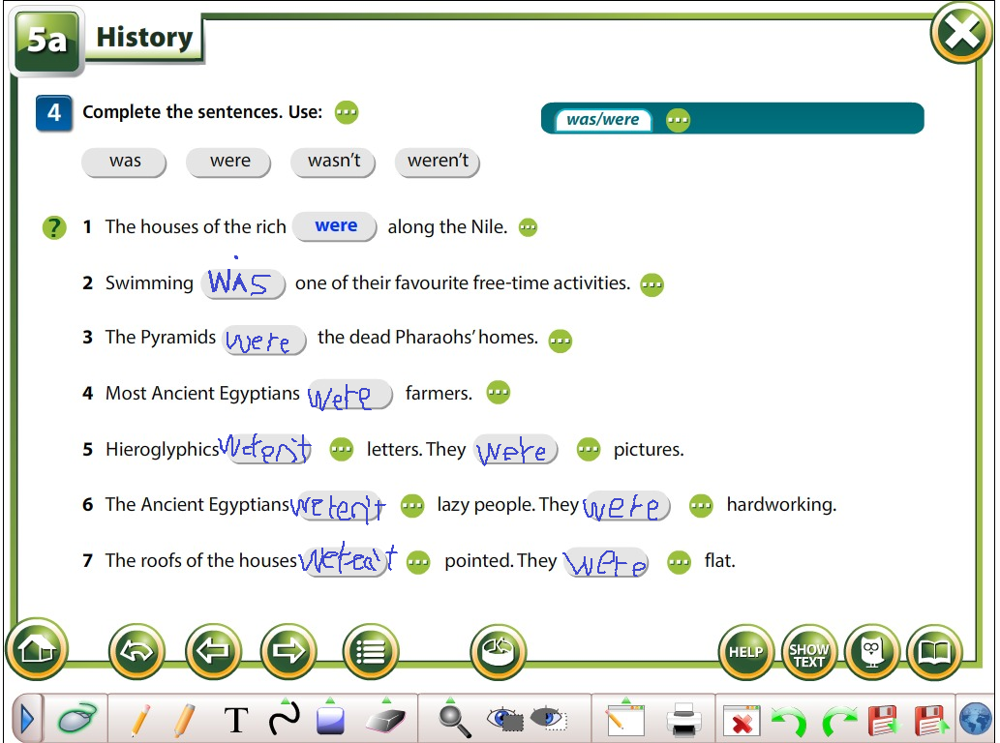 5a History
4 Complete the sentences. Use:
was/were
was were wasn't weren't
? 1 The houses of the rich were along the Nile.
2 Swimming WAS one of their favourite free-time activities.
3 The Pyramids were the dead Pharaohs' homes.
4 Most Ancient Egyptians were farmers.
5 Hieroglyphics weren't letters. They were pictures.
6 The Ancient Egyptians weren't lazy people. They were hardworking.
7 The roofs of the houses weren't pointed. They were flat.
HELP SHOW TEXT
T